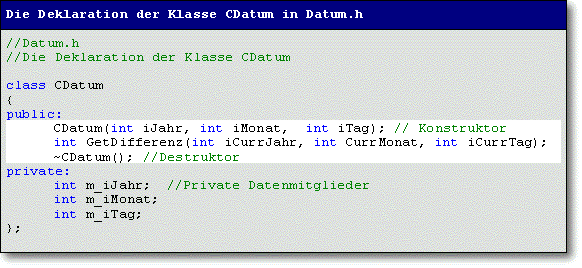 Die Deklaration der Klasse CDatum in Datum.h
//Datum.h
//Die Deklaration der Klasse CDatum
class CDatum
{
public:
CDatum(int iJahr, int iMonat, int iTag); // Konstruktor
int GetDifferenz(int iCurrJahr, int CurrMonat, int iCurrTag);
~CDatum(); //Destruktor
private:
int m_iJahr; //Private Datenmitglieder
int m_iMonat;
int m_iTag;
};